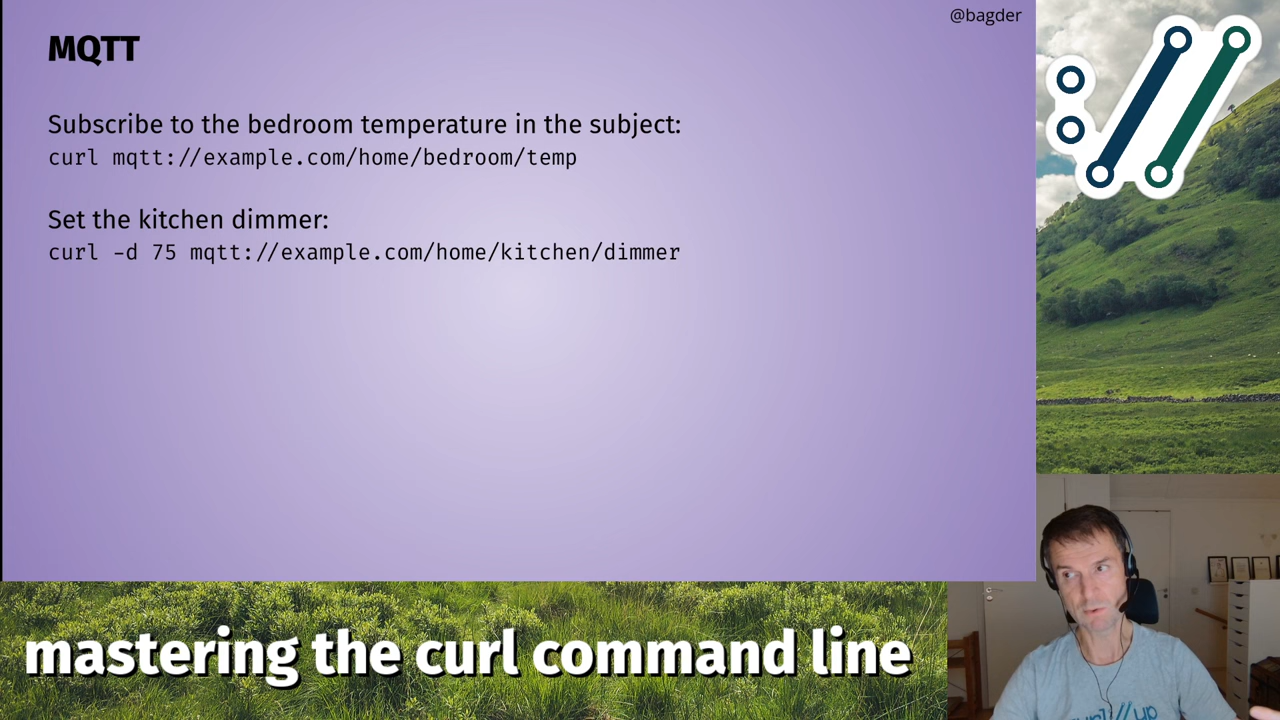 @bagder
MQTT
Subscribe to the bedroom temperature in the subject:
curl mqtt://example.com/home/bedroom/temp
Set the kitchen dimmer:
curl -d 75 mqtt://example.com/home/kitchen/dimmer
mastering the curl command line